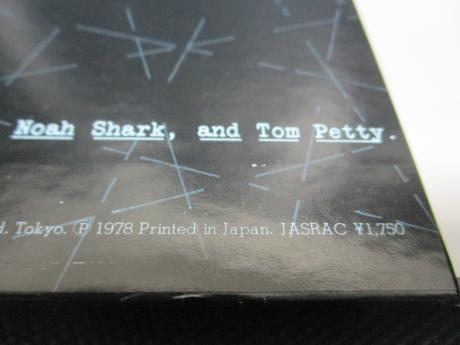 Noah Shark, and Tom Petty.
d. Tokyo. Ⓟ 1978 Printed in Japan. JASRAC ¥1,750